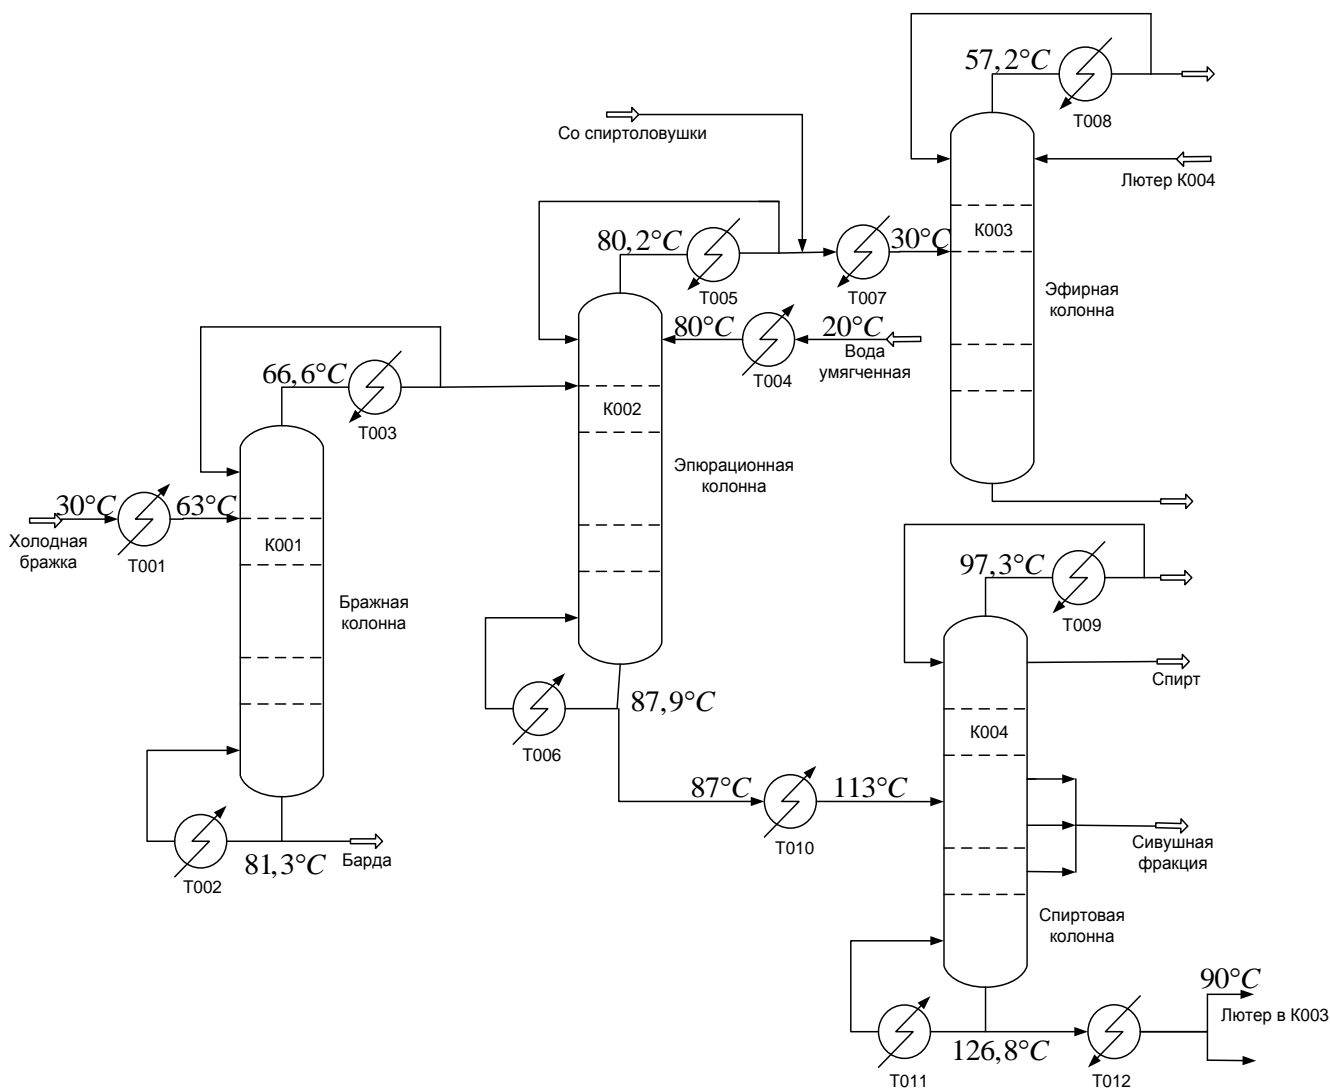 57,2°C
T008
Со спиртоловушки
Лютер К004
К003
80,2°C
30°C
T005
T007
Эфирная
колонна
80°C
20°C
Вода
умягченная
T004
66,6°C
К002
T003
Эпюрационная
колонна
30°C
63°C
Холодная
бражка
T001
К001
97,3°C
Бражная
колонна
T009
Спирт
87,9°C
К004
T006
87°C
113°C
T010
Сивушная
фракция
81,3°C
Барда
T002
Спиртовая
колонна
90°C
Лютер в К003
126,8°C
T011
T012